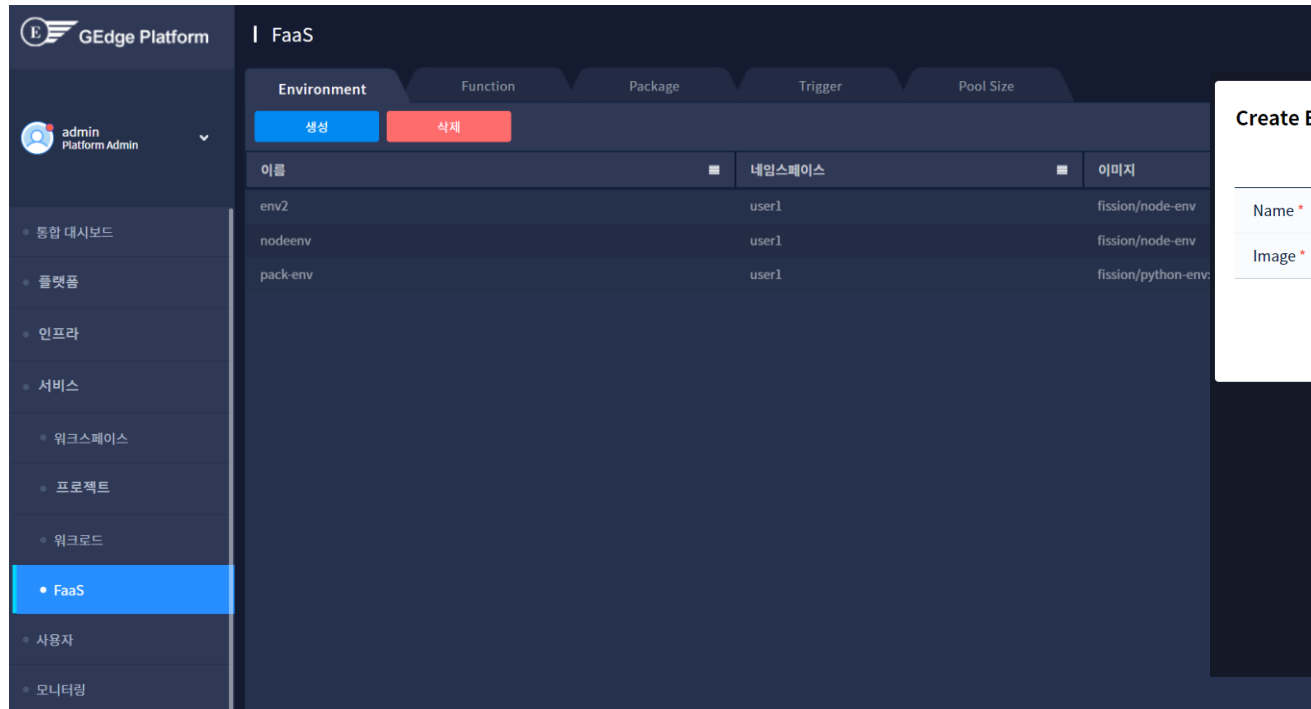 E GEdge Platform
FaaS
Environment Function Package Trigger Pool Size
admin
Platform Admin
생성 삭제
이름 네임스페이스 이미지
env2 user1 fission/node-env
nodeenv user1 fission/node-env
pack-env user1 fission/python-env:
통합 대시보드
플랫폼
인프라
서비스
워크스페이스
프로젝트
워크로드
FaaS
사용자
모니터링
Create E
Name *
Image *